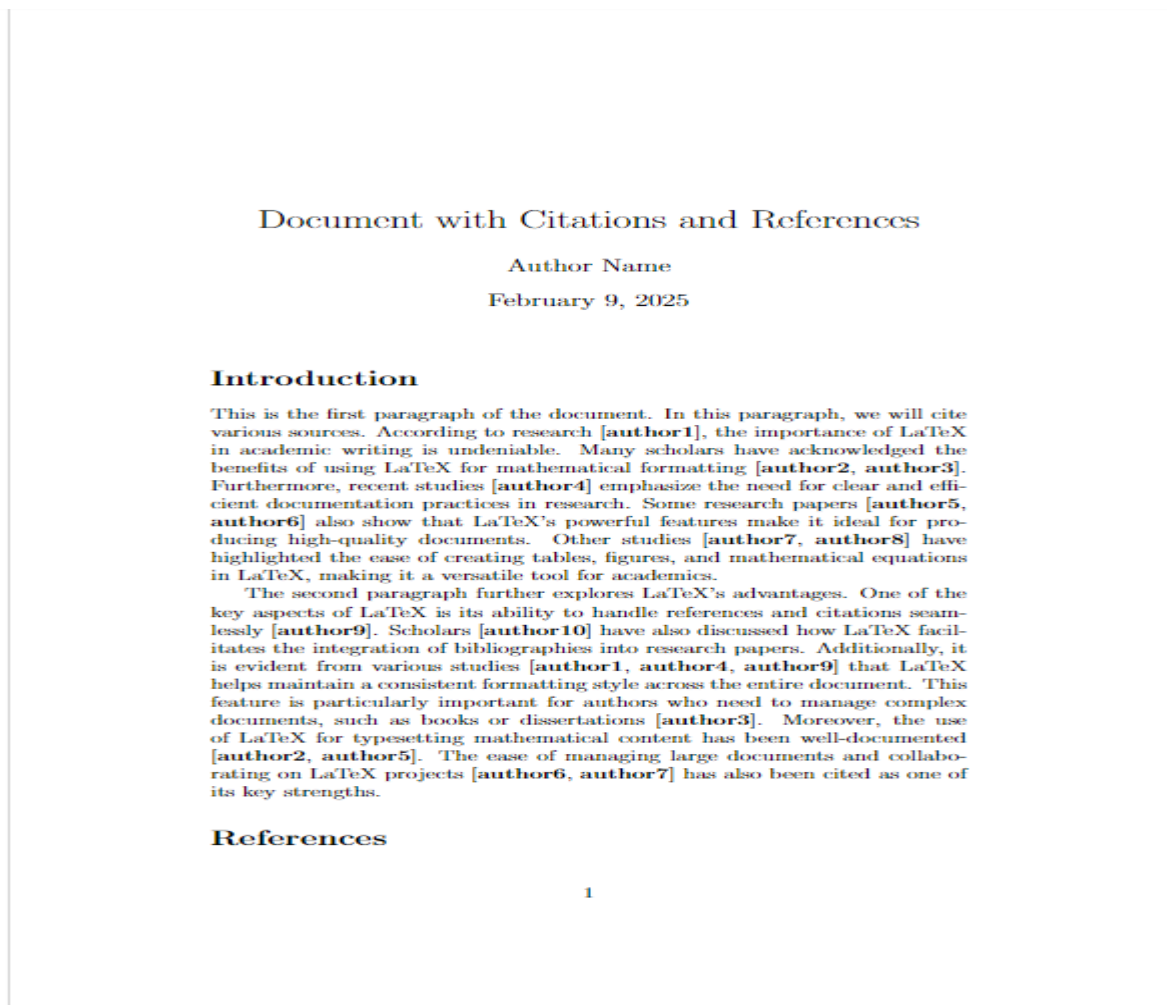 Document with Citations and References
Author Name
February 9, 2025
Introduction
This is the first paragraph of the document. In this paragraph, we will cite
various sources. According to research [author1], the importance of LaTeX
in academic writing is undeniable. Many scholars have acknowledged the
benefits of using LaTeX for mathematical formatting [author2, author3].
Furthermore, recent studies [author4] emphasize the need for clear and effi-
cient documentation practices in research. Some research papers [author5,
author6] also show that LaTeX's powerful features make it ideal for pro-
ducing high-quality documents. Other studies [author7, author8] have
highlighted the ease of creating tables, figures, and mathematical equations
in LaTeX, making it a versatile tool for academics.
The second paragraph further explores LaTeX's advantages. One of the
key aspects of LaTeX is its ability to handle references and citations seam-
lessly [author9]. Scholars [author10] have also discussed how LaTeX facil-
itates the integration of bibliographies into research papers. Additionally, it
is evident from various studies [author1, author4, author9] that LaTeX
helps maintain a consistent formatting style across the entire document. This
feature is particularly important for authors who need to manage complex
documents, such as books or dissertations [author3]. Moreover, the use
of LaTeX for typesetting mathematical content has been well-documented
[author2, author5]. The ease of managing large documents and collabo-
rating on LaTeX projects [author6, author7] has also been cited as one of
its key strengths.
References
1